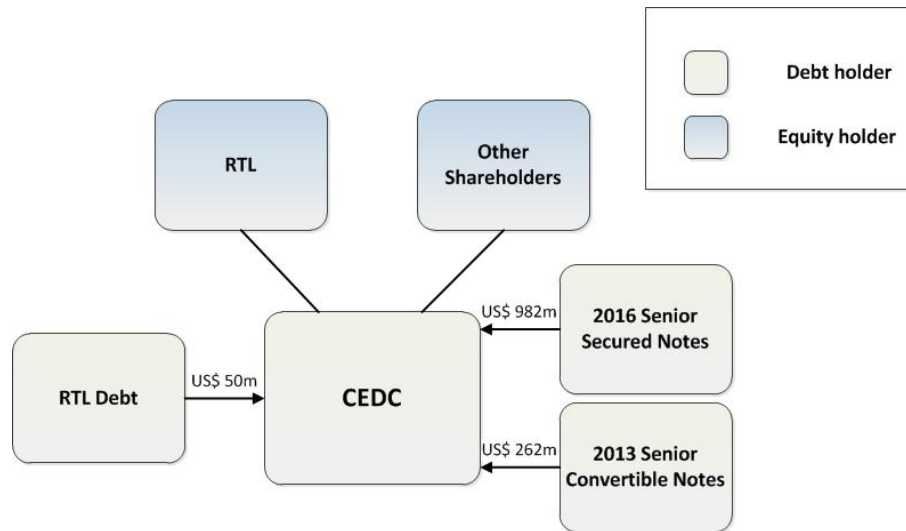 Debt holder
Equity holder
RTL
Other
Shareholders
US$ 982m
2016 Senior
Secured Notes
RTL Debt
US$ 50m
CEDC
US$ 262m
2013 Senior
Convertible Notes